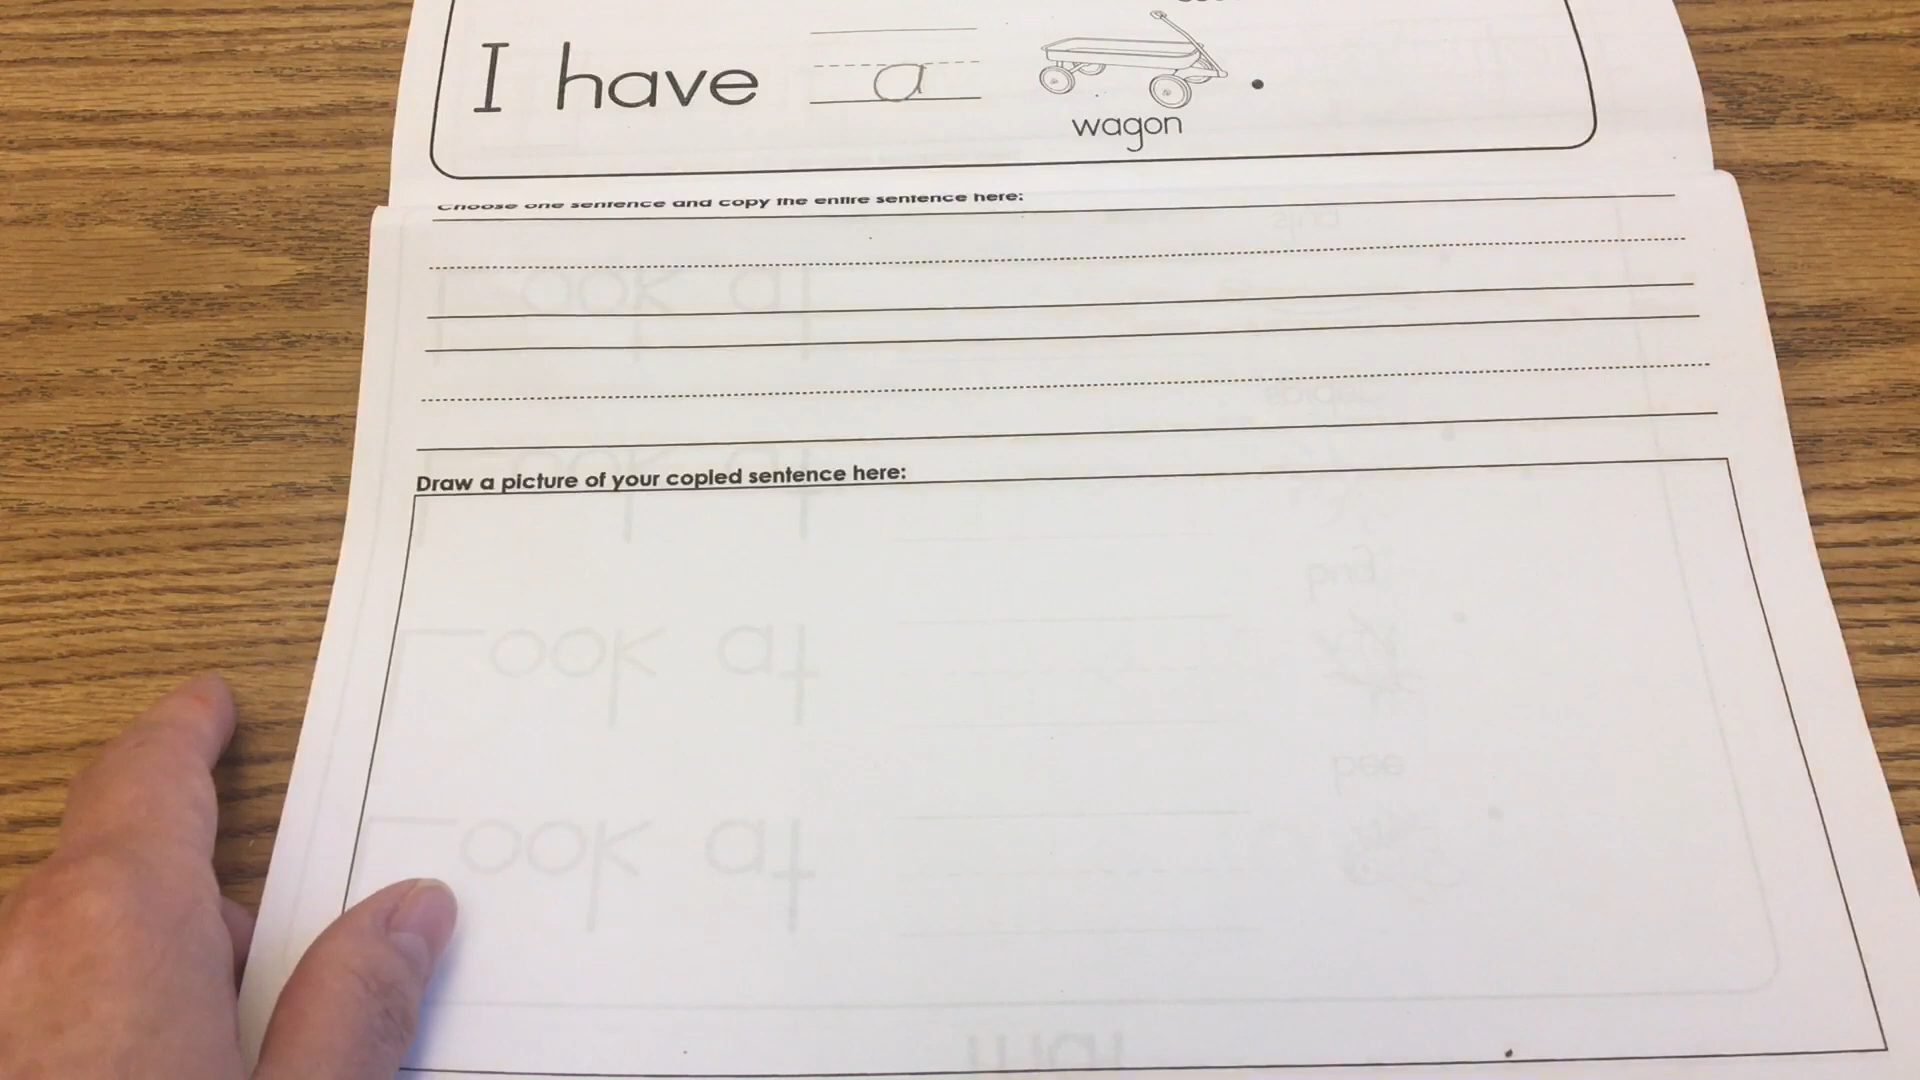 I have a .
wagon
Choose one sentence and copy the entire sentence here:
Draw a picture of your copied sentence here: